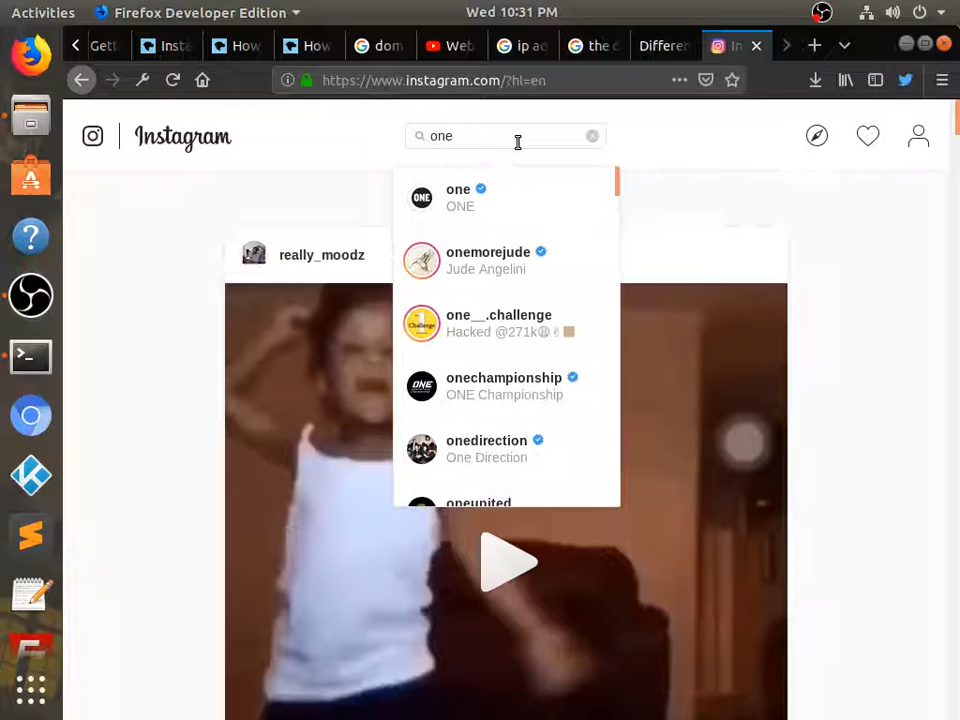 Activities Firefox Developer Edition Wed 10:31 PM
Gett Insta How How dom Web ip ad the d Differen In
https://www.instagram.com/?hl=en
Instagram one
one
ONE
onemorejude
Jude Angelini
really_moodz
one__.challenge
Hacked @271k
onechampionship
ONE Championship
onedirection
One Direction
oneunited